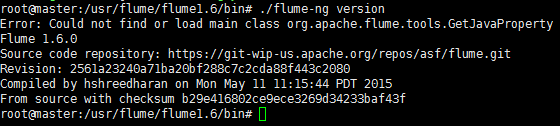 root@master:/usr/flume/flume1.6/bin# ./flume-ng version
Error: Could not find or load main class org.apache.flume.tools.GetJavaProperty
Flume 1.6.0
Source code repository: https://git-wip-us.apache.org/repos/asf/flume.git
Revision: 2561a23240a71ba20bf288c7c2cda88f443c2080
Compiled by hshreedharan on Mon May 11 11:15:44 PDT 2015
From source with checksum b29e416802ce9ece3269d34233baf43f
root@master:/usr/flume/flume1.6/bin#